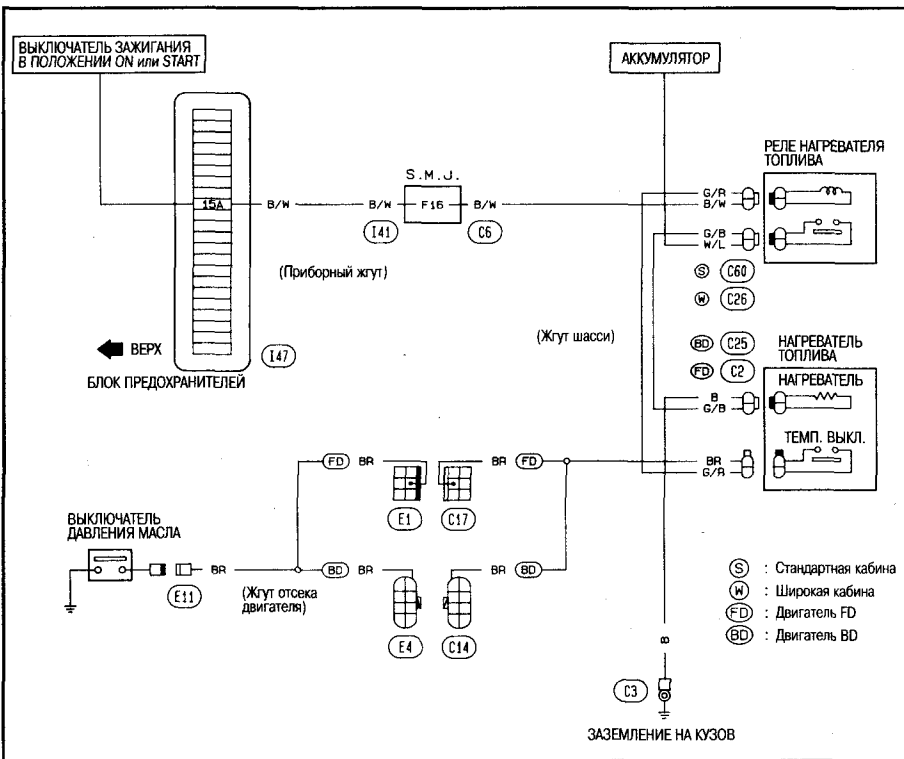 ВЫКЛЮЧАТЕЛЬ ЗАЖИГАНИЯ
В ПОЛОЖЕНИИ ON или START
АККУМУЛЯТОР
РЕЛЕ НАГРЕВАТЕЛЯ
ТОПЛИВА
S.M.J.
15A
B/W
B/W
F16
B/W
G/R
B/W
I41
C6
G/B
W/L
(Приборный жгут)
S C60
W C26
(Жгут шасси)
BD C25
FD C2
НАГРЕВАТЕЛЬ
ТОПЛИВА
ВЕРХ
I47
БЛОК ПРЕДОХРАНИТЕЛЕЙ
НАГРЕВАТЕЛЬ
B
G/B
ТЕМП. ВЫКЛ.
FD BR
BR FD
BR
G/R
E1
C17
ВЫКЛЮЧАТЕЛЬ
ДАВЛЕНИЯ МАСЛА
BR
BD BR
BR BD
E11
(Жгут отсека
двигателя)
E4
C14
S : Стандартная кабина
W : Широкая кабина
FD : Двигатель FD
BD : Двигатель BD
B
C3
ЗАЗЕМЛЕНИЕ НА КУЗОВ